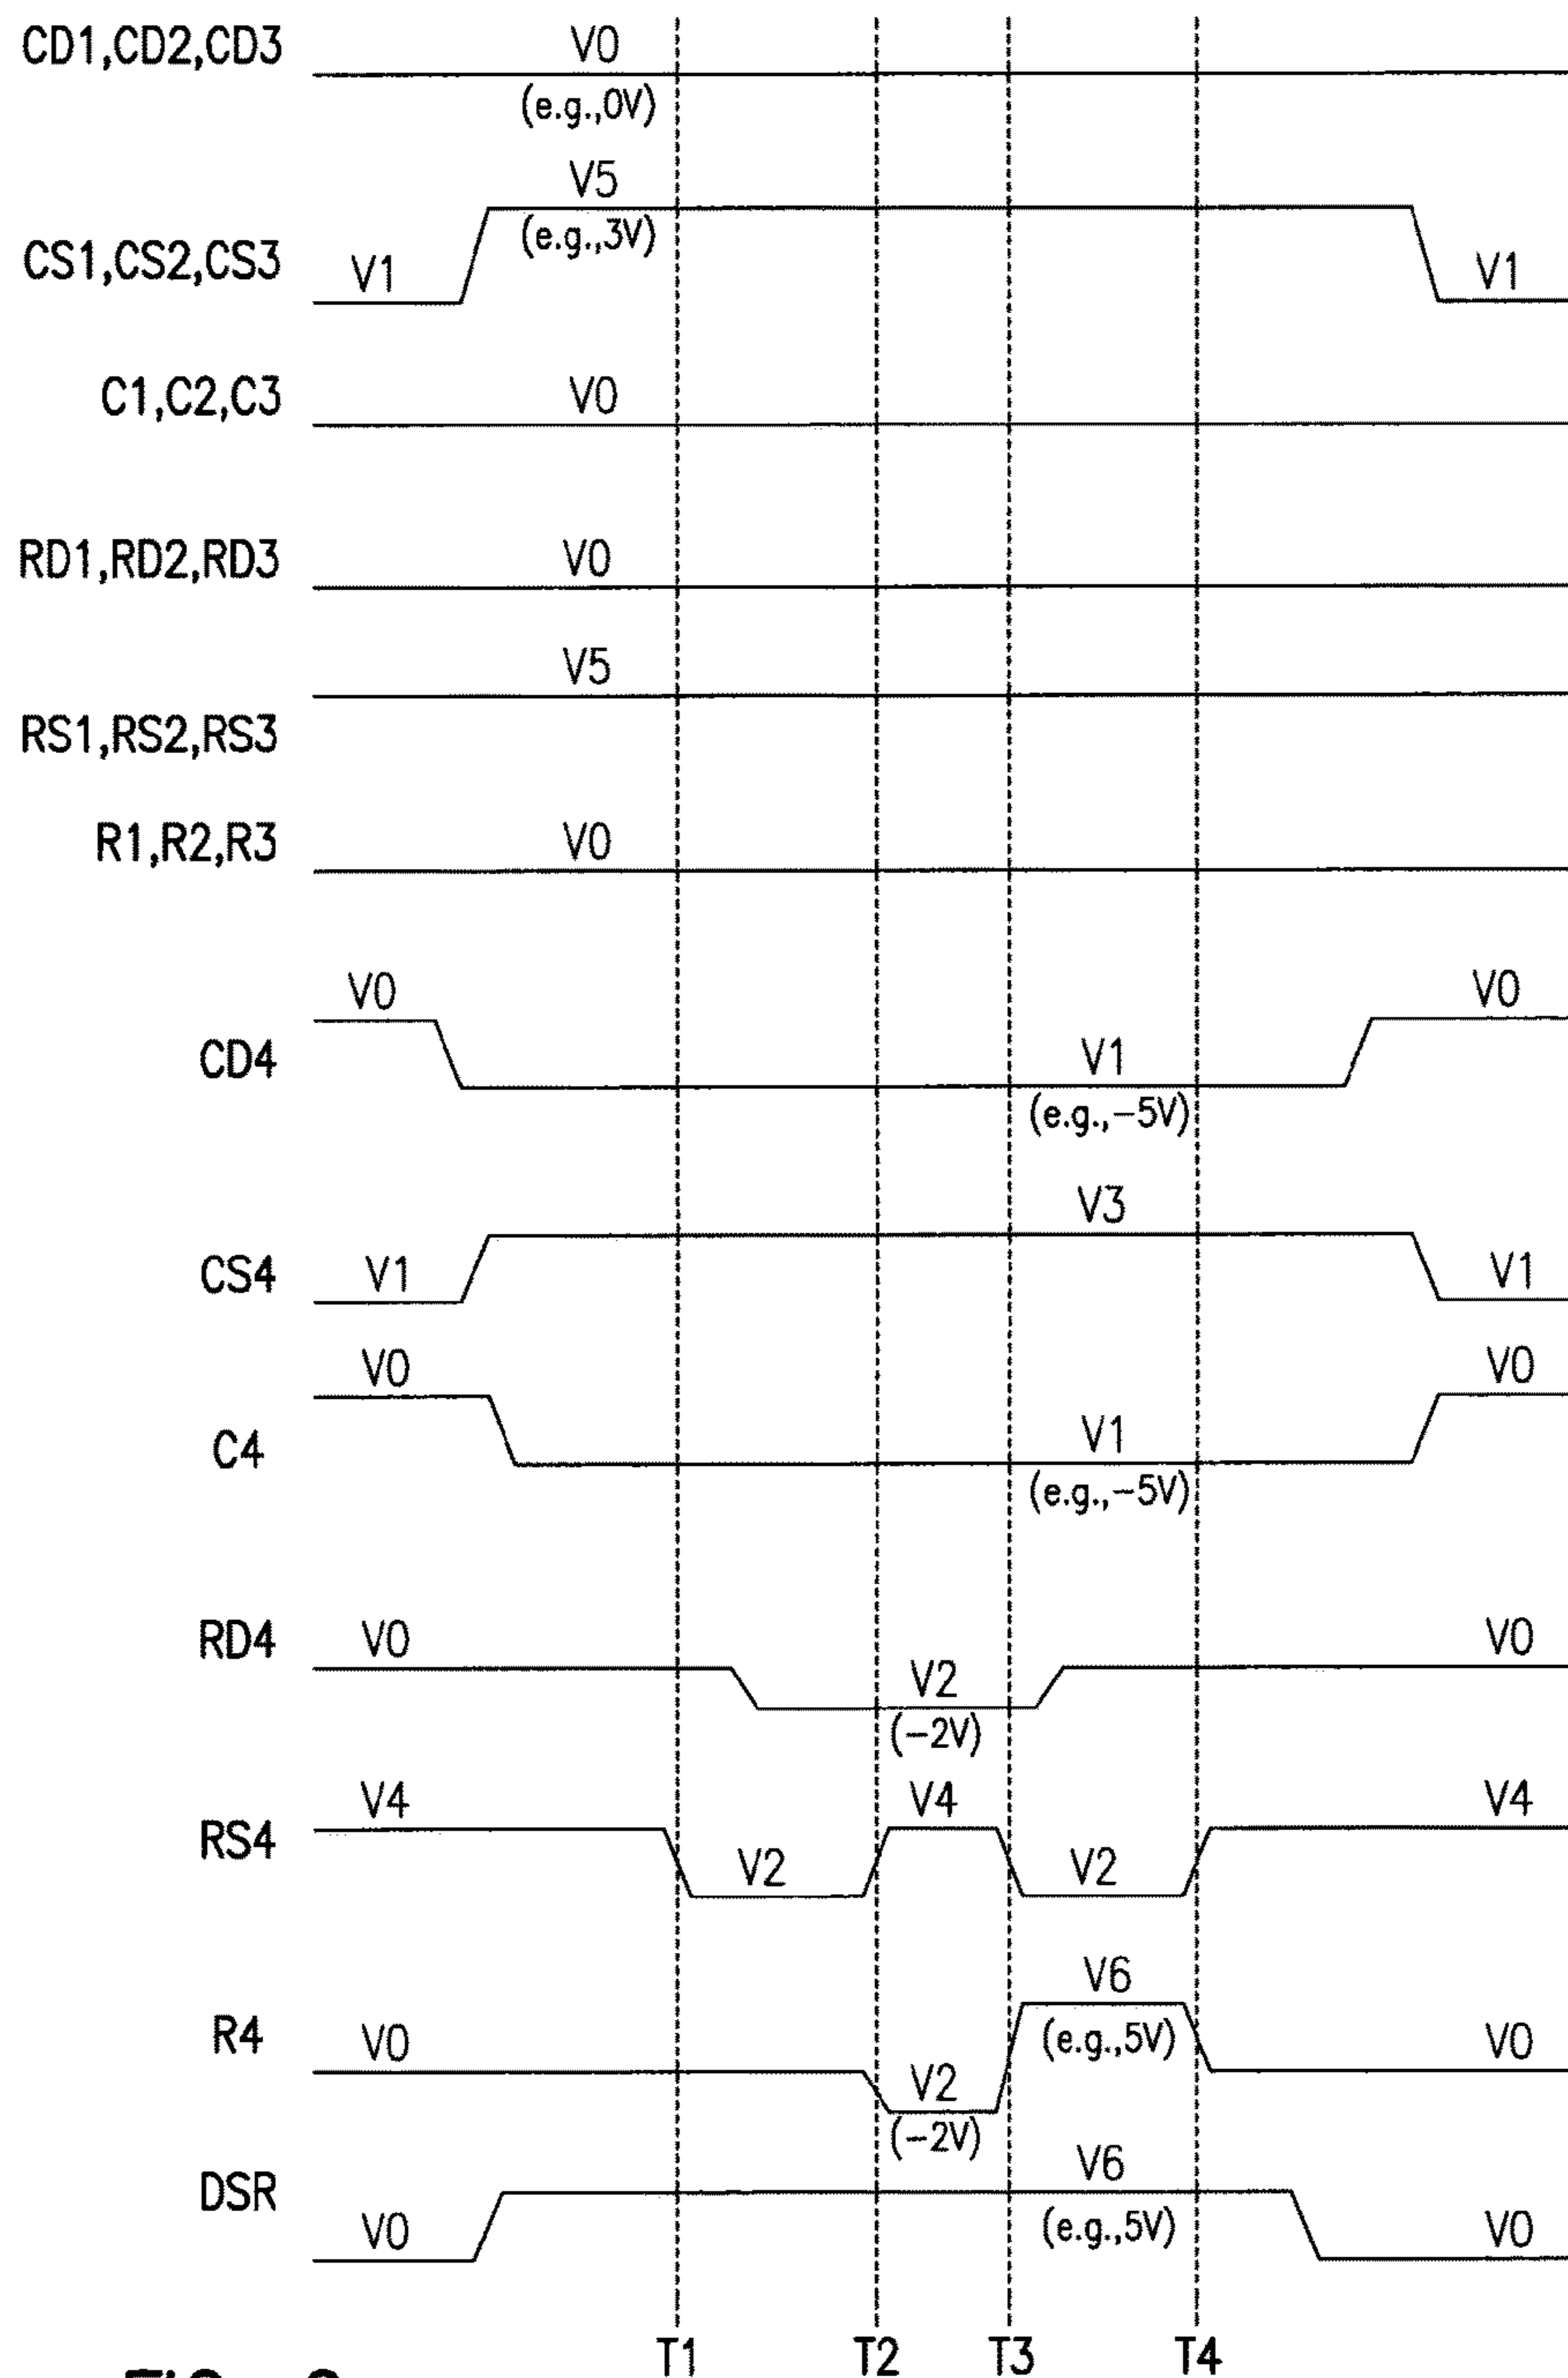 CD1,CD2,CD3 V0
(e.g.,0V)
V5
(e.g.,3V)
CS1,CS2,CS3 V1 V1
C1,C2,C3 V0
RD1,RD2,RD3 V0
V5
RS1,RS2,RS3
R1,R2,R3 V0
V0 V0
CD4 V1
(e.g.,-5V)
V3
CS4 V1 V1
V0 V0
C4 V1
(e.g.,-5V)
RD4 V0 V0
V2
(-2V)
V4 V4 V4
RS4 V2 V2
V6
R4 V0 (e.g.,5V) V0
V2
(-2V)
DSR V6
V0 (e.g.,5V) V0
T1 T2 T3 T4